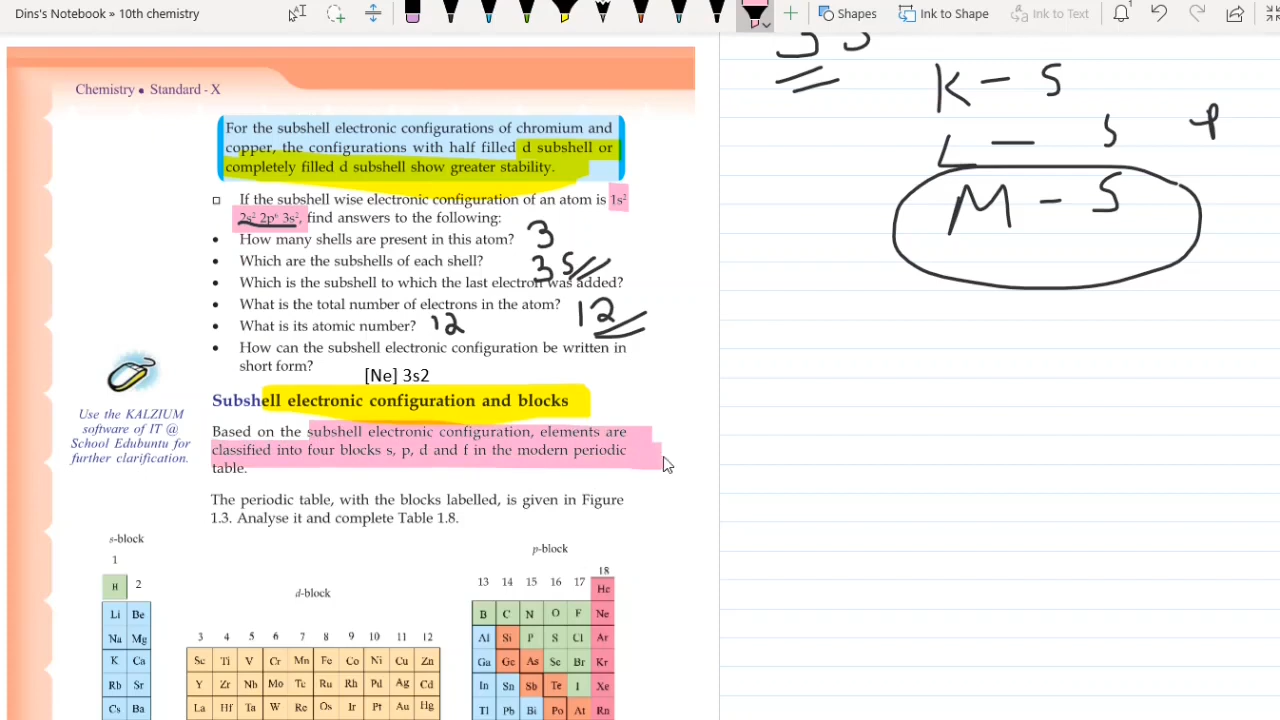 Din's Notebook » 10th chemistry
Shapes
Ink to Shape
Ink to Text
Chemistry • Standard - X
For the subshell electronic configurations of chromium and
copper, the configurations with half filled d subshell or
completely filled d subshell show greater stability.
If the subshell wise electronic configuration of an atom is 1s²
2s² 2p⁶ 3s², find answers to the following:
• How many shells are present in this atom? 3
• Which are the subshells of each shell?
• Which is the subshell to which the last electron was added? 3s
• What is the total number of electrons in the atom? 12
• What is its atomic number? 12
• How can the subshell electronic configuration be written in
short form?
[Ne] 3s2
Use the KALZIUM
software of IT @
School Edubuntu for
further clarification.
Subshell electronic configuration and blocks
Based on the subshell electronic configuration, elements are
classified into four blocks s, p, d and f in the modern periodic
table.
The periodic table, with the blocks labelled, is given in Figure
1.3. Analyse it and complete Table 1.8.
s-block
p-block
d-block
1
18
H 2
13 14 15 16 17 He
Li Be
B C N O F Ne
Na Mg
3 4 5 6 7 8 9 10 11 12
Al Si P S Cl Ar
K Ca Sc Ti V Cr Mn Fe Co Ni Cu Zn Ga Ge As Se Br Kr
Rb Sr Y Zr Nb Mo Tc Ru Rh Pd Ag Cd In Sn Sb Te I Xe
Cs Ba La Hf Ta W Re Os Ir Pt Au Hg Tl Pb Bi Po At Rn
3 s
K - s
L - s p
M - s